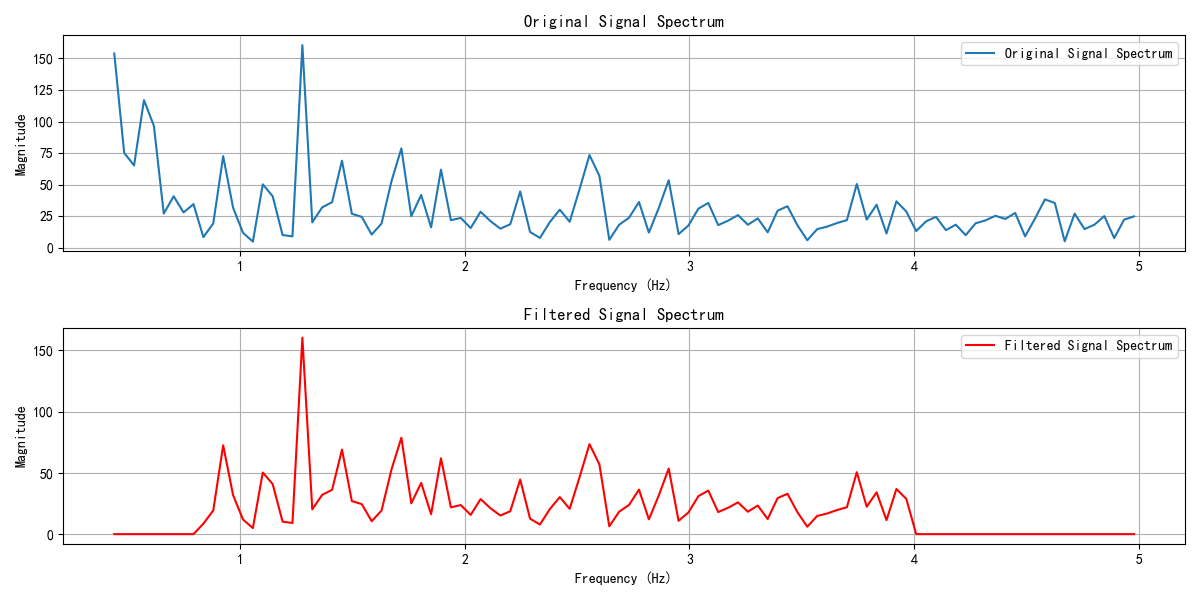 Original Signal Spectrum
Original Signal Spectrum
Magnitude
150
125
100
75
50
25
0
1
2
3
4
5
Frequency (Hz)
Filtered Signal Spectrum
Filtered Signal Spectrum
Magnitude
150
100
50
0
1
2
3
4
5
Frequency (Hz)